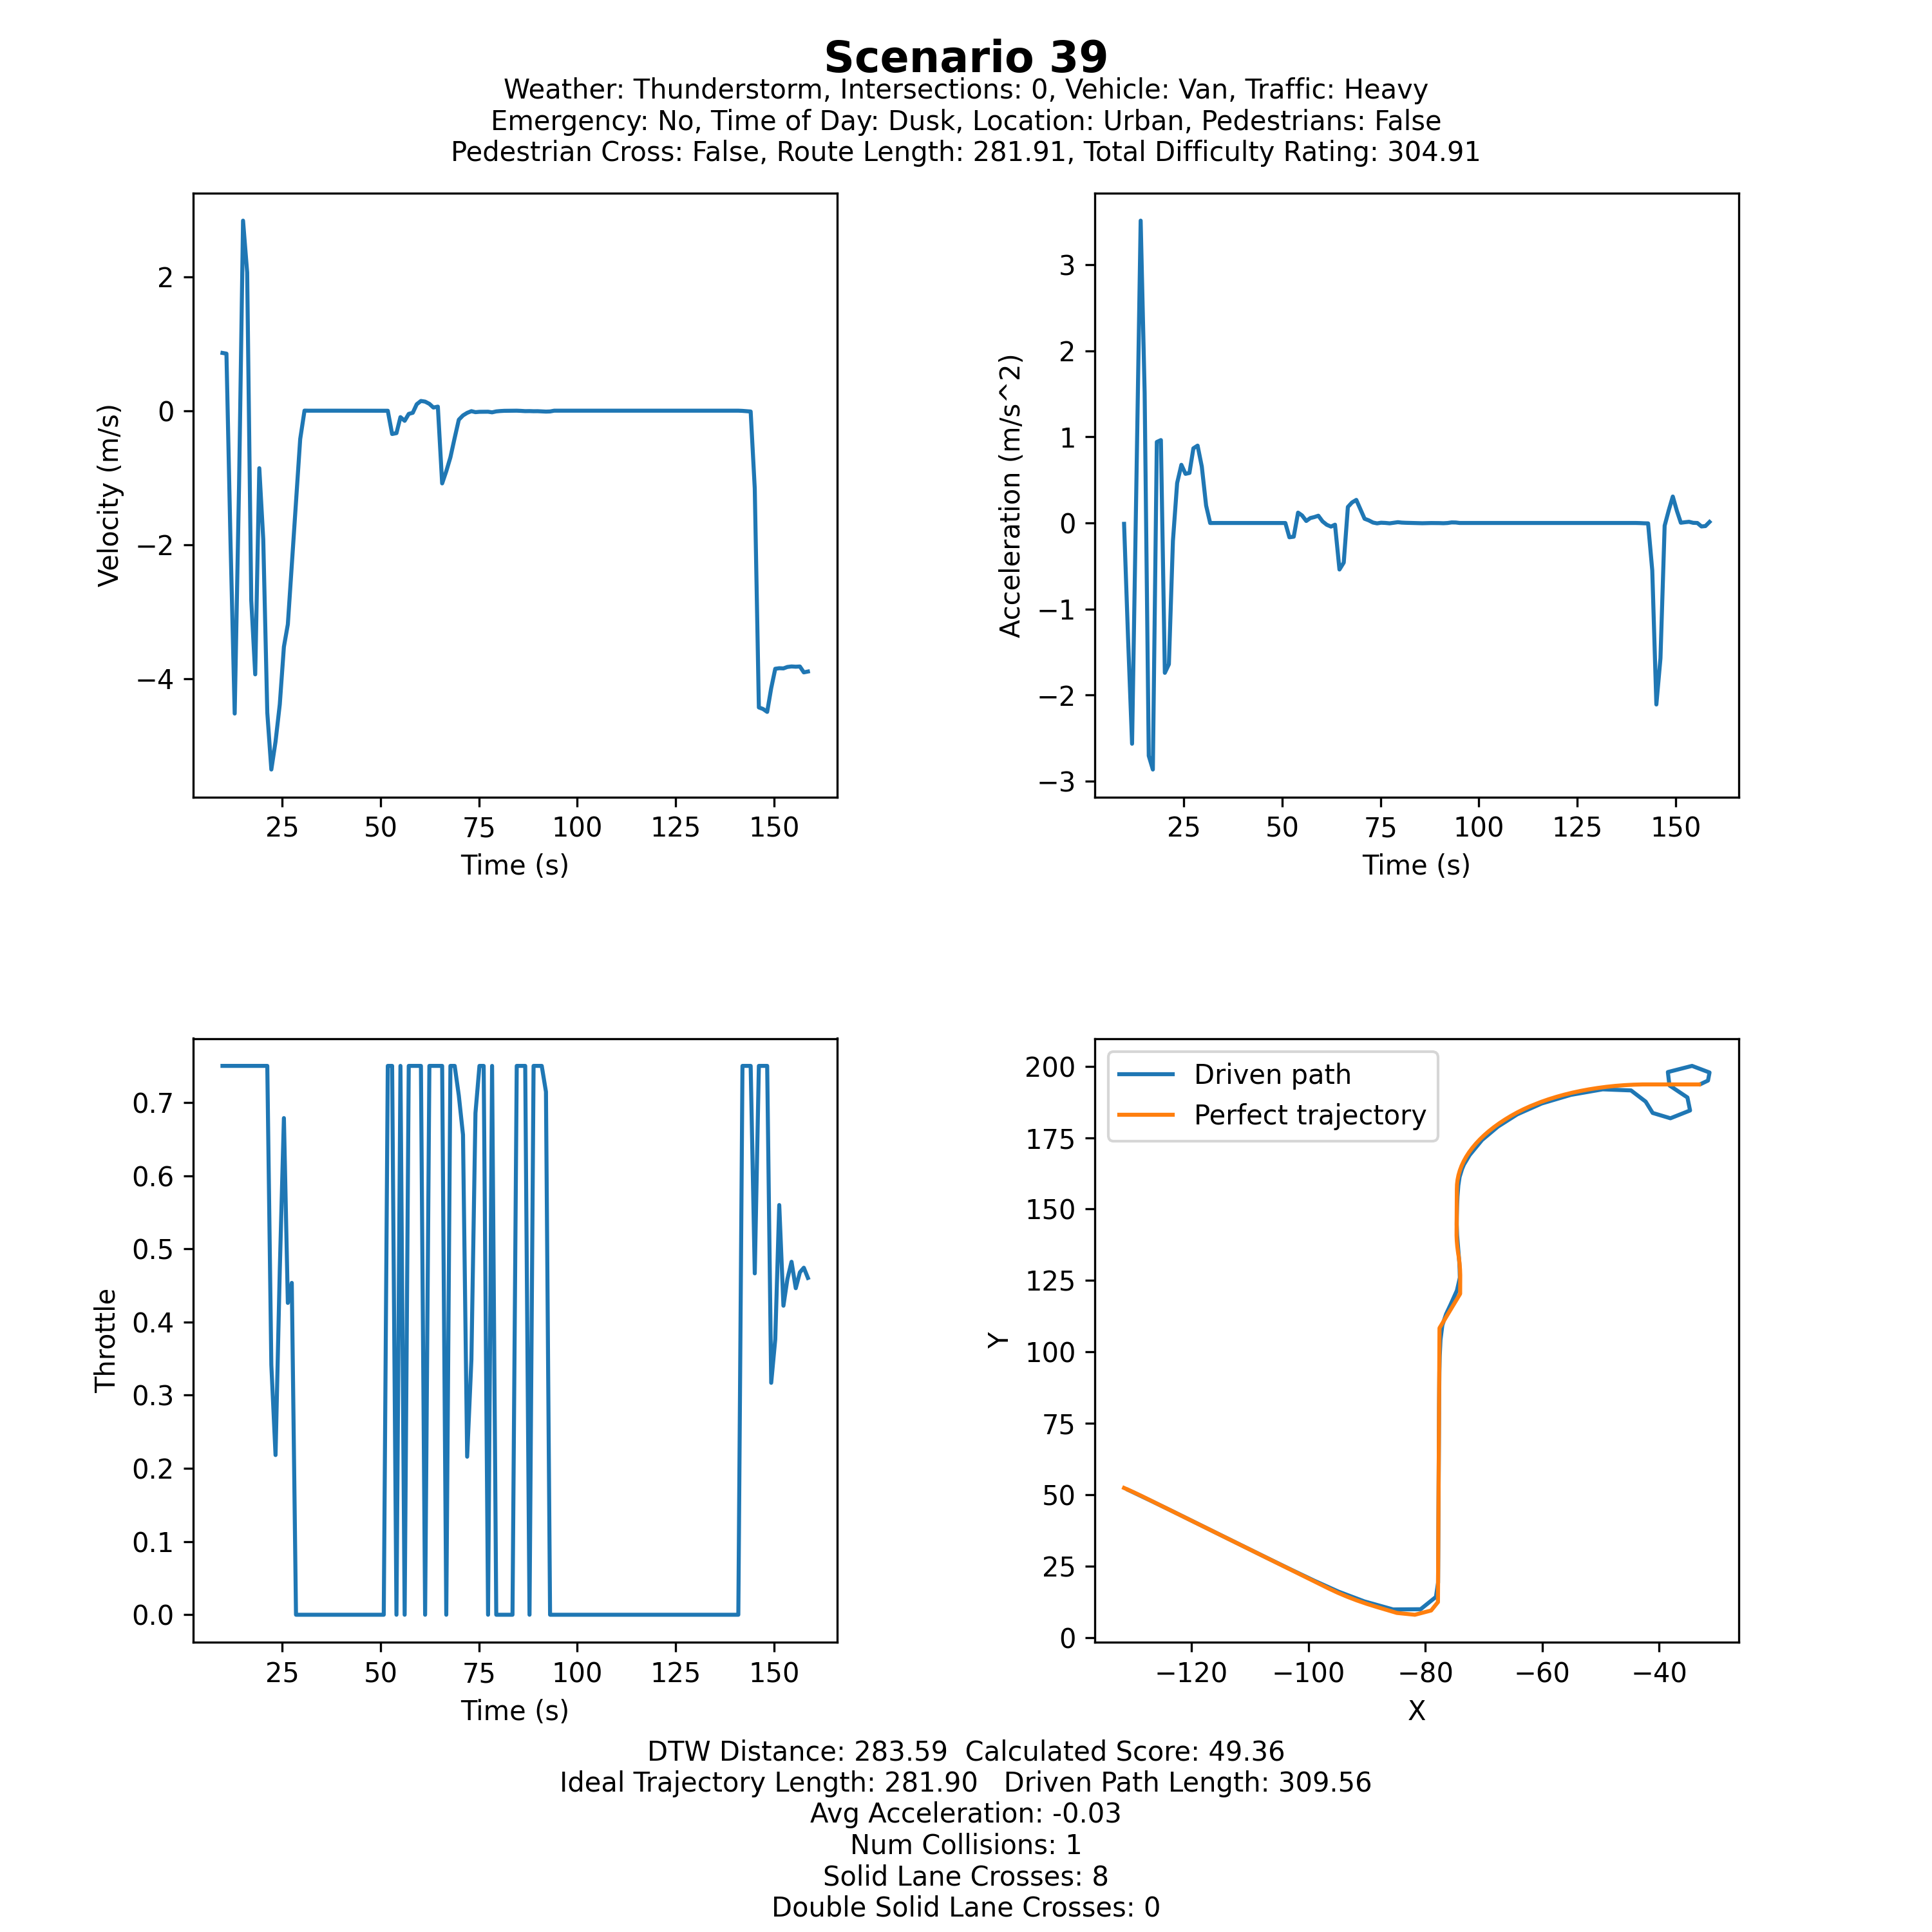 Scenario 39
Weather: Thunderstorm, Intersections: 0, Vehicle: Van, Traffic: Heavy
Emergency: No, Time of Day: Dusk, Location: Urban, Pedestrians: False
Pedestrian Cross: False, Route Length: 281.91, Total Difficulty Rating: 304.91
Velocity (m/s)
2
0
−2
−4
25 50 75 100 125 150
Time (s)
Acceleration (m/s^2)
3
2
1
0
−1
−2
−3
25 50 75 100 125 150
Time (s)
Throttle
0.7
0.6
0.5
0.4
0.3
0.2
0.1
0.0
25 50 75 100 125 150
Time (s)
Driven path
Perfect trajectory
Y
200
175
150
125
100
75
50
25
0
−120 −100 −80 −60 −40
X
DTW Distance: 283.59 Calculated Score: 49.36
Ideal Trajectory Length: 281.90 Driven Path Length: 309.56
Avg Acceleration: -0.03
Num Collisions: 1
Solid Lane Crosses: 8
Double Solid Lane Crosses: 0